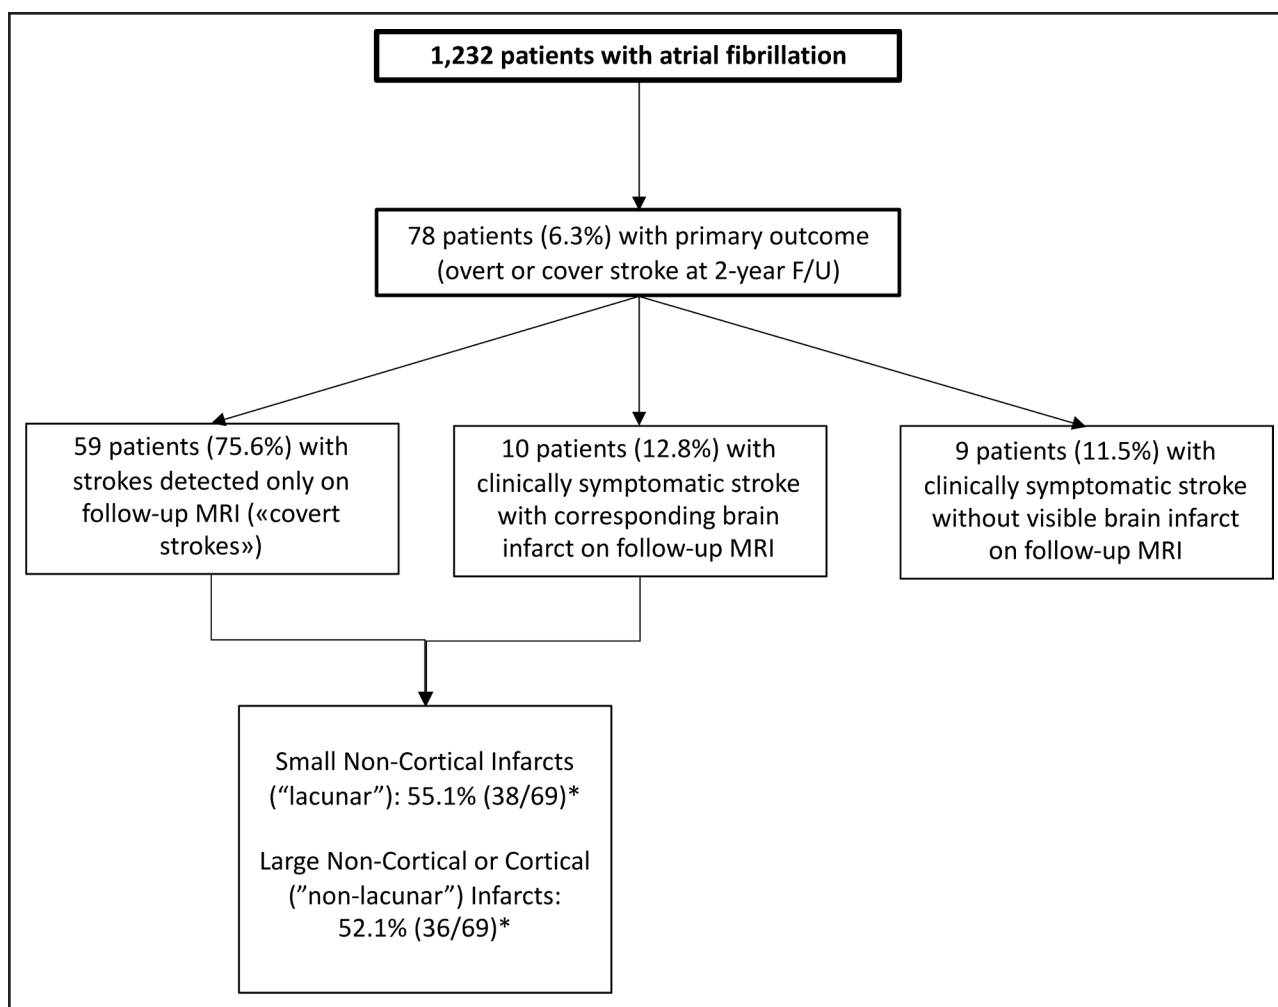 1,232 patients with atrial fibrillation
78 patients (6.3%) with primary outcome
(overt or cover stroke at 2-year F/U)
59 patients (75.6%) with
strokes detected only on
follow-up MRI («covert
strokes»)
10 patients (12.8%) with
clinically symptomatic stroke
with corresponding brain
infarct on follow-up MRI
9 patients (11.5%) with
clinically symptomatic stroke
without visible brain infarct
on follow-up MRI
Small Non-Cortical Infarcts
(“lacunar”): 55.1% (38/69)*
Large Non-Cortical or Cortical
(”non-lacunar”) Infarcts:
52.1% (36/69)*